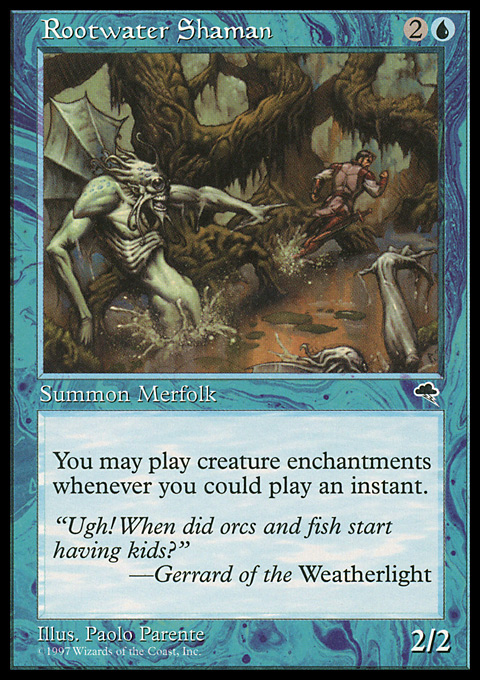 Rootwater Shaman 2
Summon Merfolk
You may play creature enchantments
whenever you could play an instant.
“Ugh! When did orcs and fish start
having kids?”
—Gerrard of the Weatherlight
Illus. Paolo Parente
©1997 Wizards of the Coast, Inc.
2/2